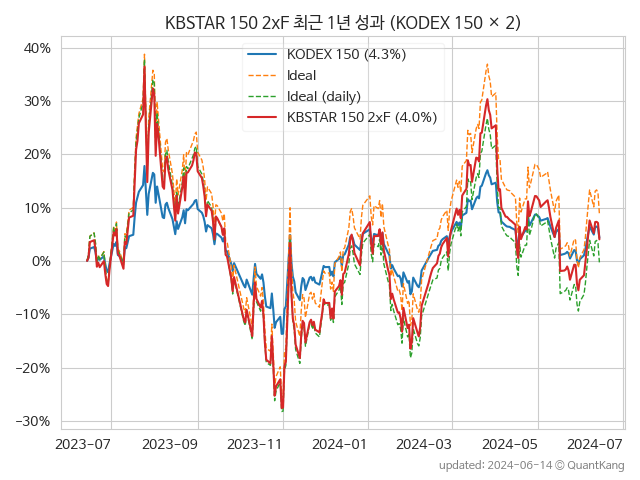 KBSTAR 150 2xF 최근 1년 성과 (KODEX 150 × 2)
KODEX 150 (4.3%)
Ideal
Ideal (daily)
KBSTAR 150 2xF (4.0%)
40%
30%
20%
10%
0%
−10%
−20%
−30%
2023-07
2023-09
2023-11
2024-01
2024-03
2024-05
2024-07
updated: 2024-06-14 © QuantKang